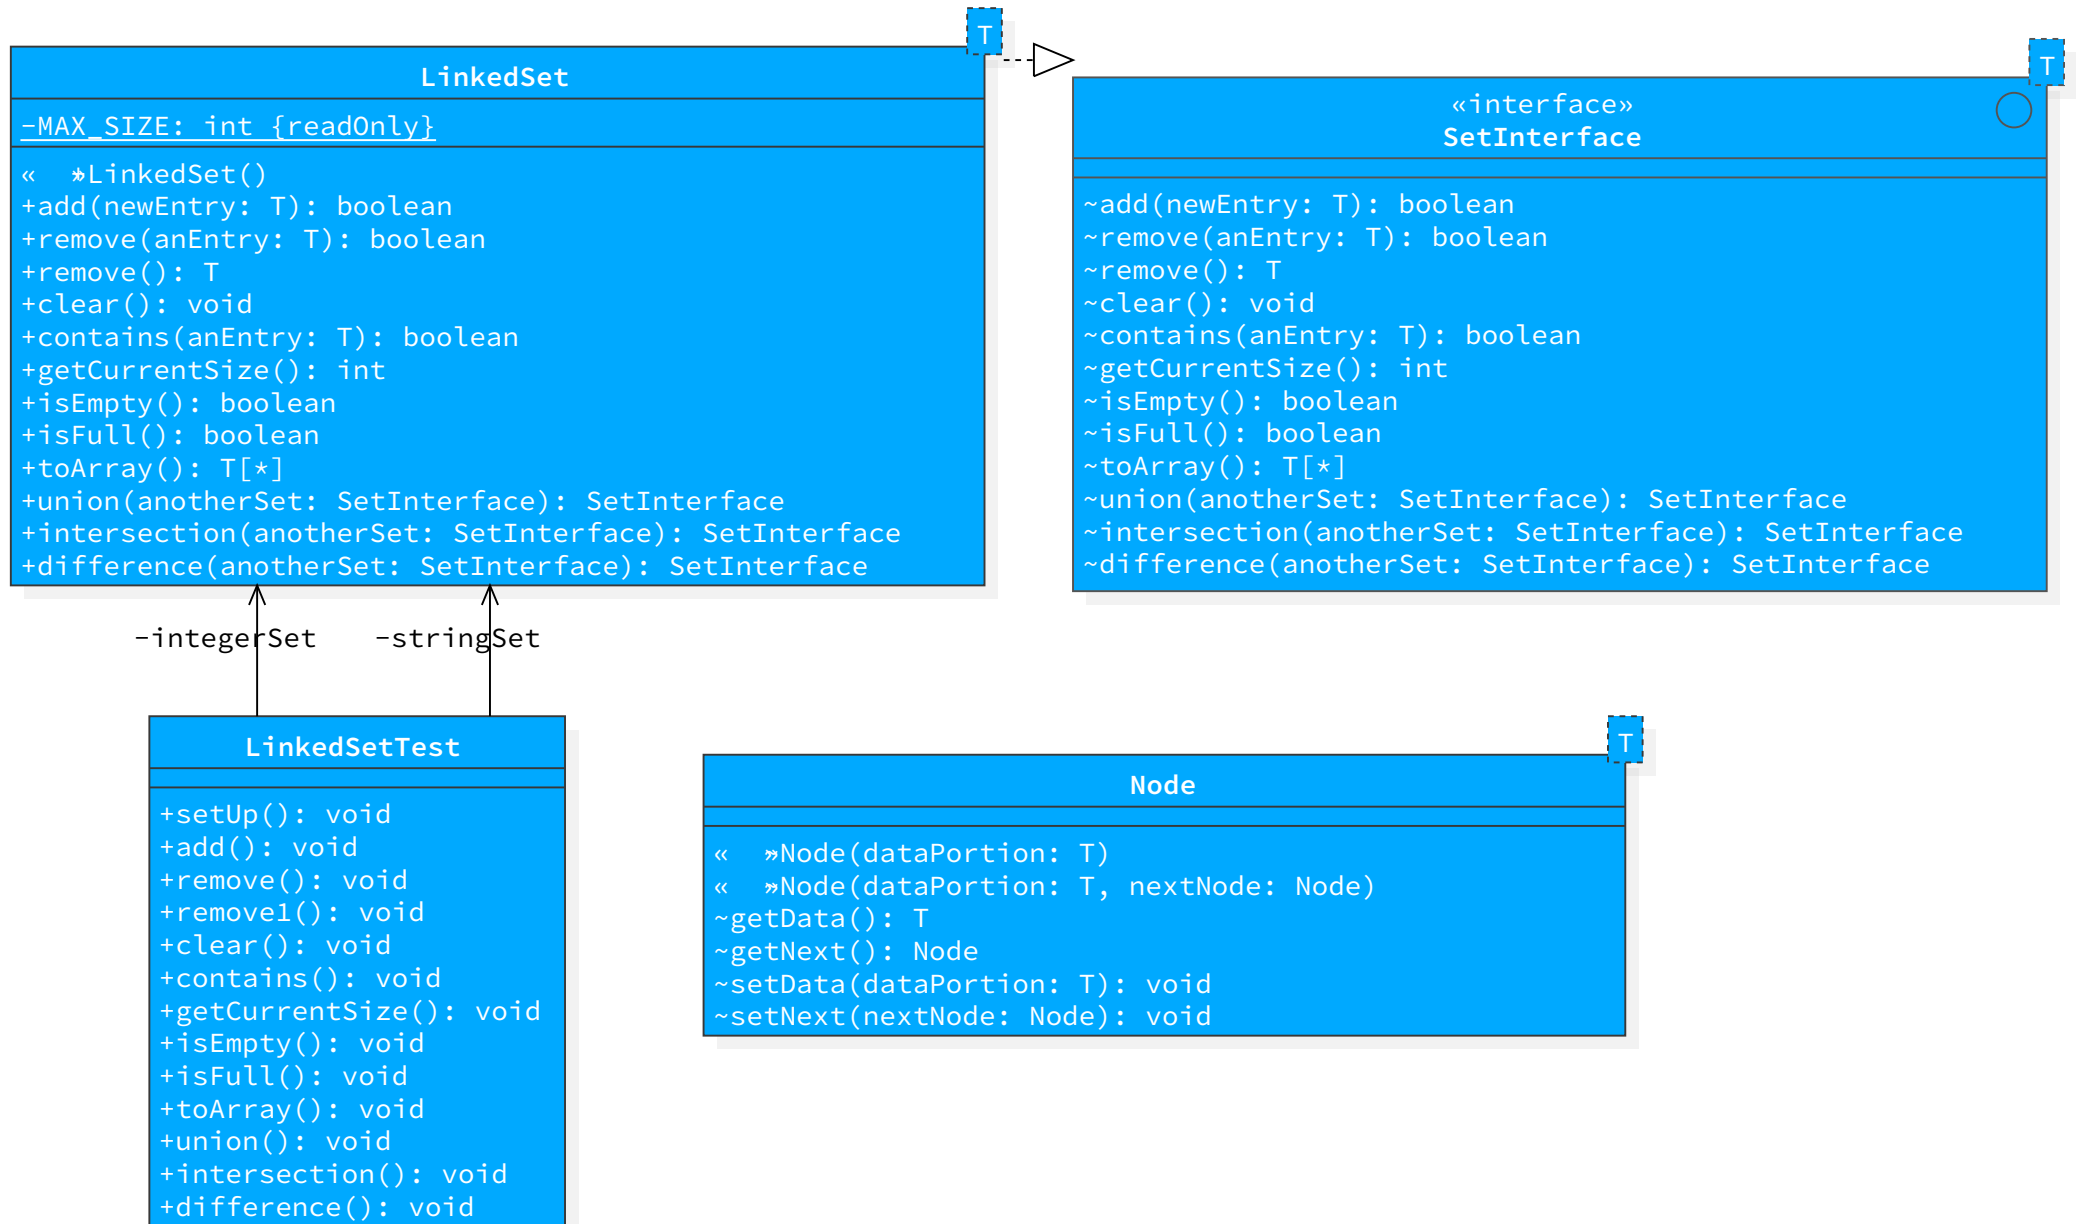 T
LinkedSet
-MAX_SIZE: int {readOnly}
« »LinkedSet()
+add(newEntry: T): boolean
+remove(anEntry: T): boolean
+remove(): T
+clear(): void
+contains(anEntry: T): boolean
+getCurrentSize(): int
+isEmpty(): boolean
+isFull(): boolean
+toArray(): T[*]
+union(anotherSet: SetInterface): SetInterface
+intersection(anotherSet: SetInterface): SetInterface
+difference(anotherSet: SetInterface): SetInterface
T
«interface»
SetInterface
~add(newEntry: T): boolean
~remove(anEntry: T): boolean
~remove(): T
~clear(): void
~contains(anEntry: T): boolean
~getCurrentSize(): int
~isEmpty(): boolean
~isFull(): boolean
~toArray(): T[*]
~union(anotherSet: SetInterface): SetInterface
~intersection(anotherSet: SetInterface): SetInterface
~difference(anotherSet: SetInterface): SetInterface
-integerSet
-stringSet
LinkedSetTest
+setUp(): void
+add(): void
+remove(): void
+remove1(): void
+clear(): void
+contains(): void
+getCurrentSize(): void
+isEmpty(): void
+isFull(): void
+toArray(): void
+union(): void
+intersection(): void
+difference(): void
T
Node
« »Node(dataPortion: T)
« »Node(dataPortion: T, nextNode: Node)
~getData(): T
~getNext(): Node
~setData(dataPortion: T): void
~setNext(nextNode: Node): void